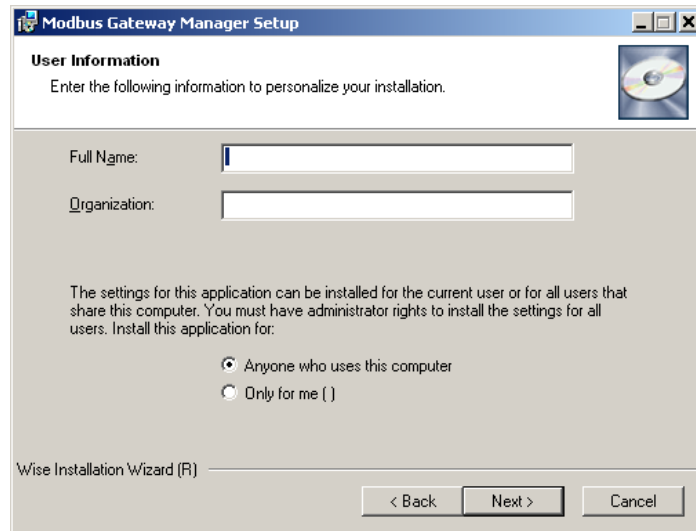 Modbus Gateway Manager Setup
User Information
Enter the following information to personalize your installation.
Full Name:
Organization:
The settings for this application can be installed for the current user or for all users that
share this computer. You must have administrator rights to install the settings for all
users. Install this application for:
Anyone who uses this computer
Only for me ( )
Wise Installation Wizard (R)
< Back Next > Cancel